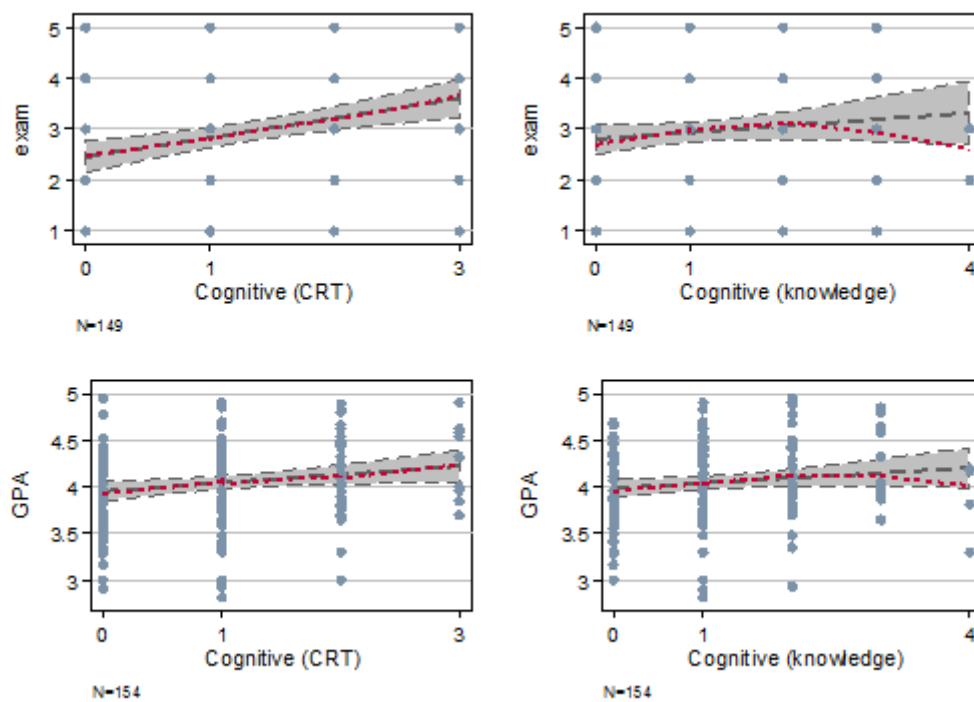 exam
5
4
3
2
1
0 1 3
Cognitive (CRT)
N=149
exam
5
4
3
2
1
0 1 4
Cognitive (knowledge)
N=149
GPA
5
4.5
4
3.5
3
0 1 3
Cognitive (CRT)
N=154
GPA
5
4.5
4
3.5
3
0 1 4
Cognitive (knowledge)
N=154